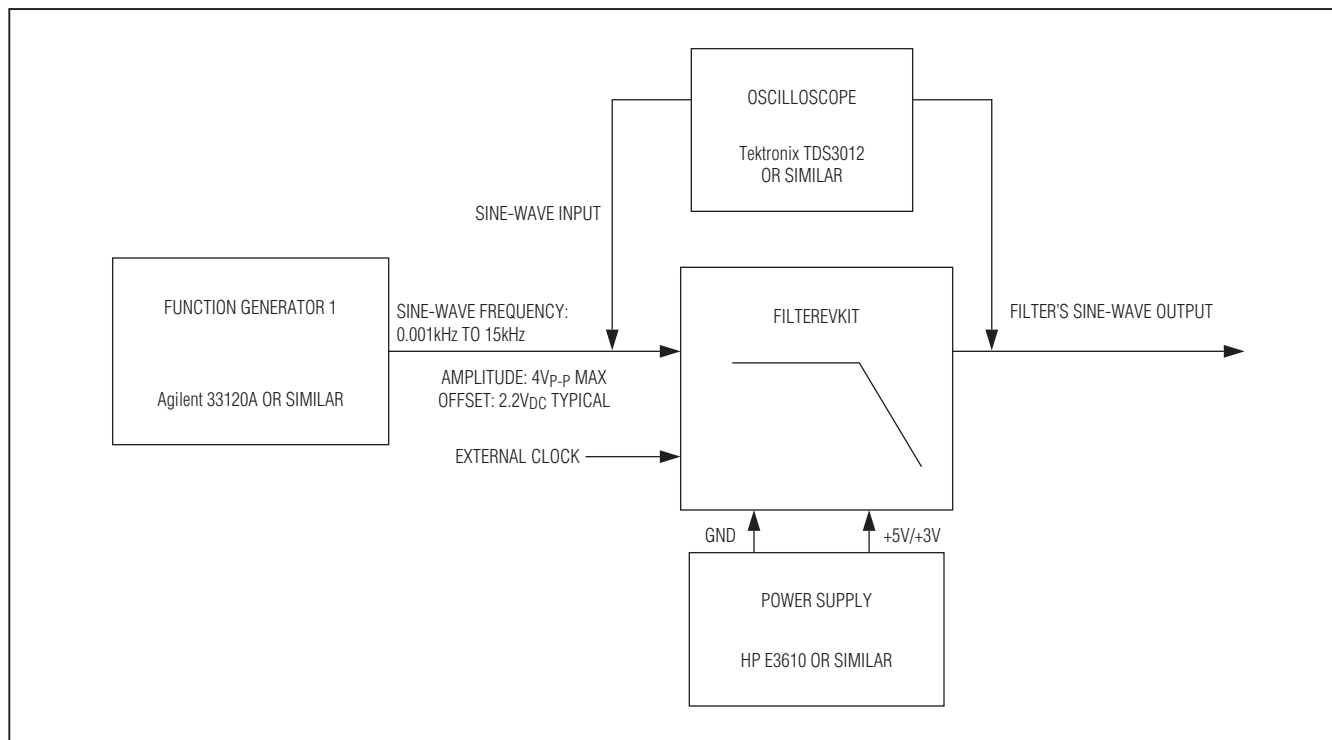 OSCILLOSCOPE
Tektronix TDS3012
OR SIMILAR
SINE-WAVE INPUT
FUNCTION GENERATOR 1
Agilent 33120A OR SIMILAR
SINE-WAVE FREQUENCY:
0.001kHz TO 15kHz
AMPLITUDE: 4VP-P MAX
OFFSET: 2.2VDC TYPICAL
EXTERNAL CLOCK
FILTEREVKIT
FILTER'S SINE-WAVE OUTPUT
GND
+5V/+3V
POWER SUPPLY
HP E3610 OR SIMILAR